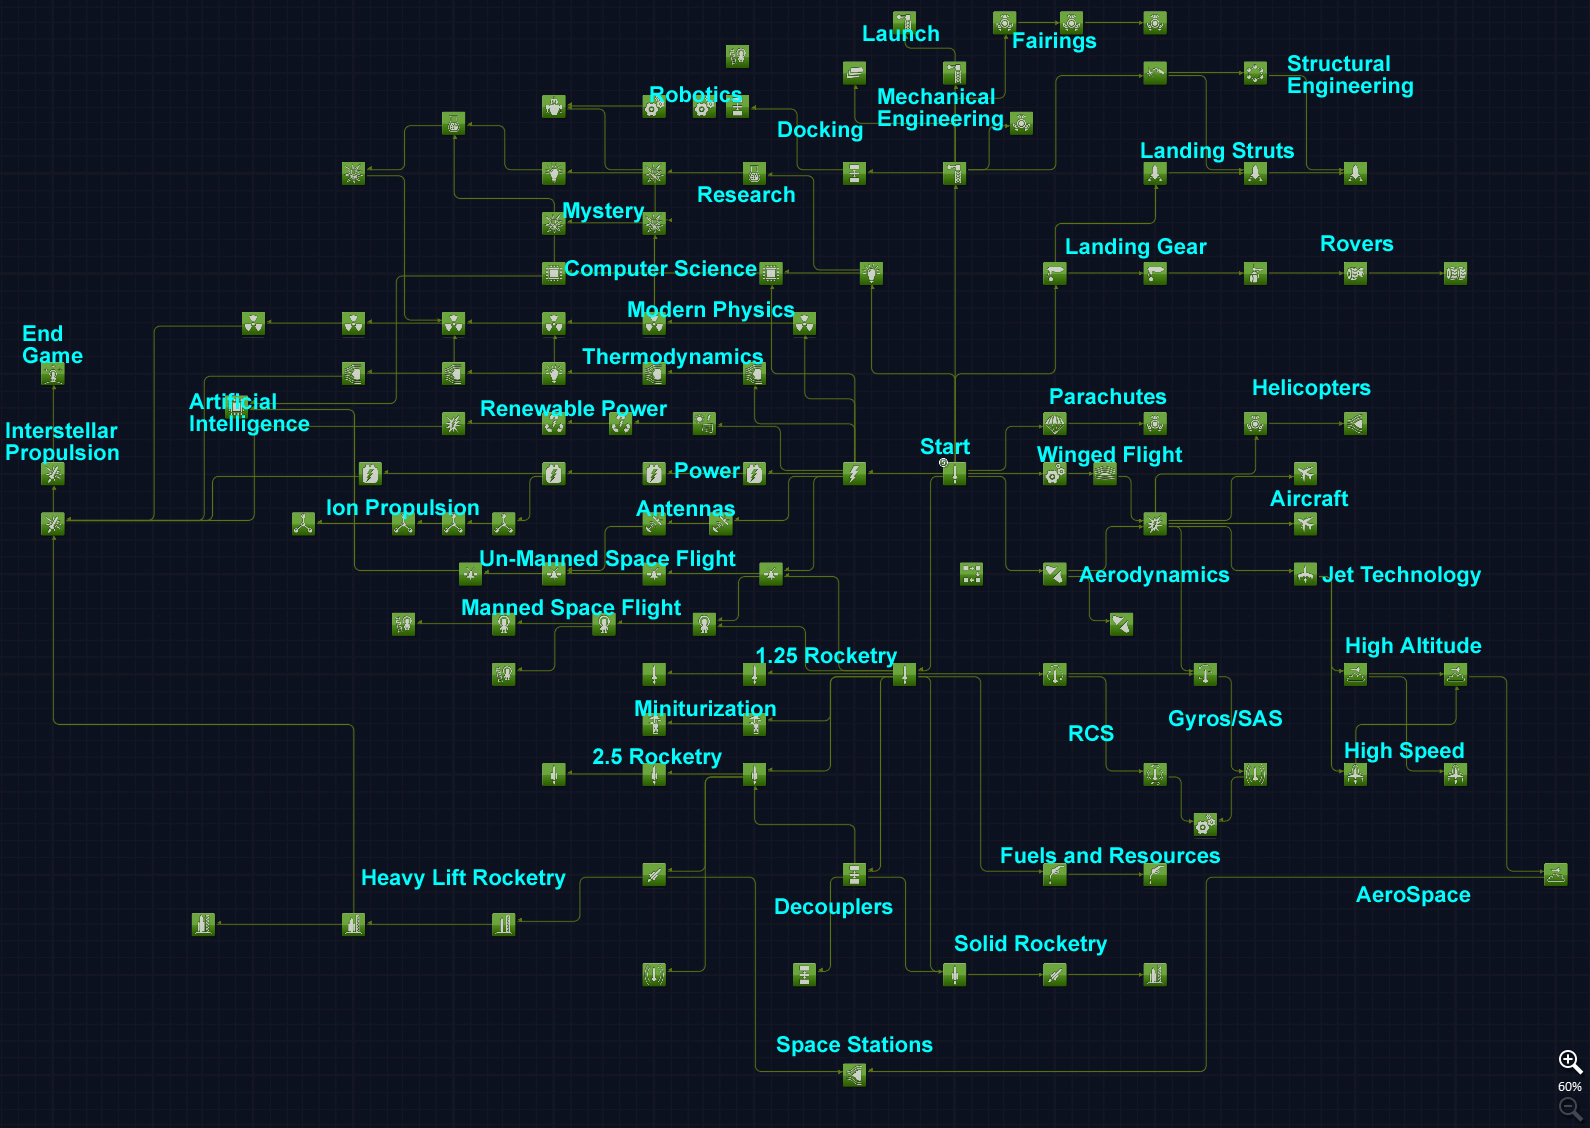 Launch
Fairings
Structural
Engineering
Robotics
Mechanical
Engineering
Docking
Landing Struts
Research
Mystery
Landing Gear
Rovers
Computer Science
Modern Physics
End
Game
Thermodynamics
Helicopters
Parachutes
Artificial
Intelligence
Renewable Power
Interstellar
Propulsion
Start
Winged Flight
Power
Aircraft
Ion Propulsion
Antennas
Un-Manned Space Flight
Aerodynamics
Jet Technology
Manned Space Flight
High Altitude
1.25 Rocketry
Miniturization
Gyros/SAS
RCS
High Speed
2.5 Rocketry
Fuels and Resources
Heavy Lift Rocketry
AeroSpace
Decouplers
Solid Rocketry
Space Stations
60%